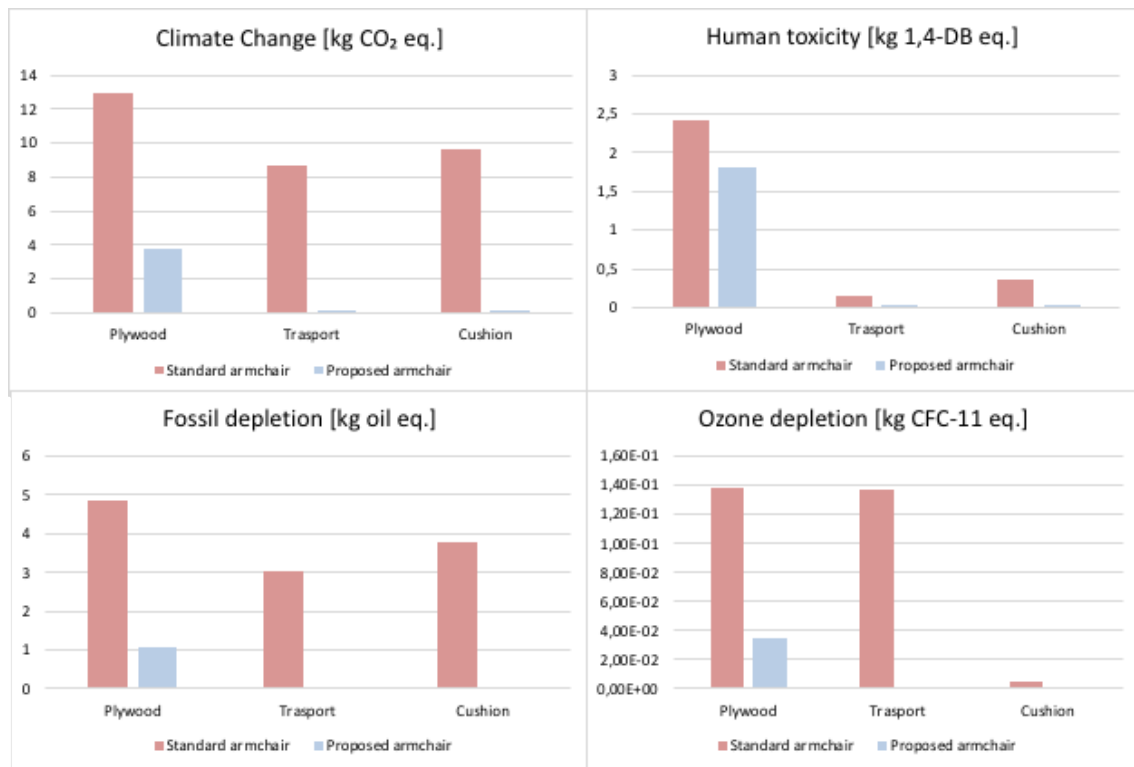 Climate Change [kg CO₂ eq.]
14
12
10
8
6
4
2
0
Plywood Trasport Cushion
Standard armchair Proposed armchair
Human toxicity [kg 1,4-DB eq.]
3
2,5
2
1,5
1
0,5
0
Plywood Trasport Cushion
Standard armchair Proposed armchair
Fossil depletion [kg oil eq.]
6
5
4
3
2
1
0
Plywood Trasport Cushion
Standard armchair Proposed armchair
Ozone depletion [kg CFC-11 eq.]
1,60E-01
1,40E-01
1,20E-01
1,00E-01
8,00E-02
6,00E-02
4,00E-02
2,00E-02
0,00E+00
Plywood Trasport Cushion
Standard armchair Proposed armchair